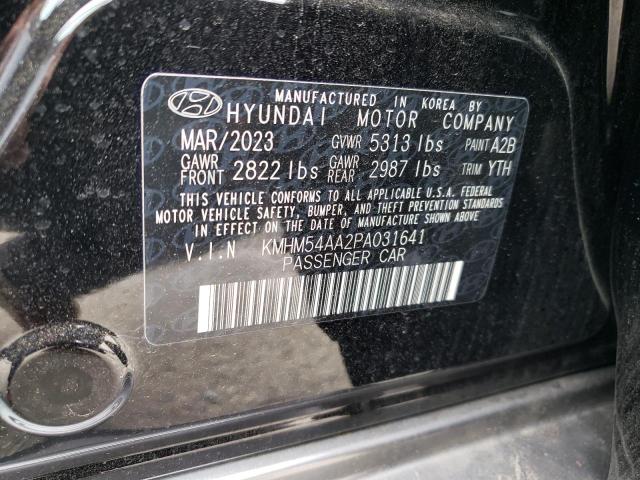 MANUFACTURED IN KOREA BY
HYUNDAI MOTOR COMPANY
MAR/2023 GVWR 5313 lbs PAINT A2B
GAWR FRONT 2822 lbs GAWR REAR 2987 lbs TRIM YTH
THIS VEHICLE CONFORMS TO ALL APPLICABLE U.S.A. FEDERAL
MOTOR VEHICLE SAFETY, BUMPER, AND THEFT PREVENTION STANDARDS
IN EFFECT ON THE DATE OF MANUFACTURE SHOWN ABOVE
V.I.N KMHM54AA2PA031641
PASSENGER CAR